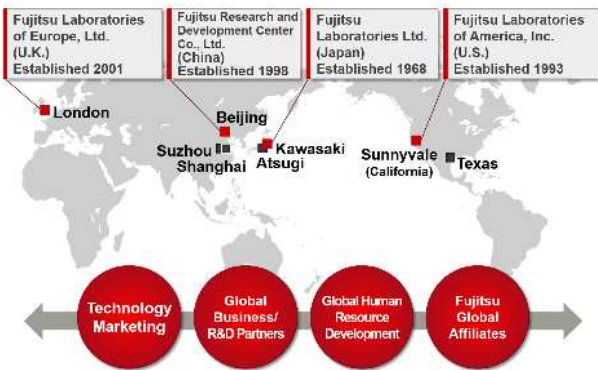 Fujitsu Laboratories
of Europe, Ltd.
(U.K.)
Established 2001
Fujitsu Research and
Development Center
Co., Ltd.
(China)
Established 1998
Fujitsu
Laboratories Ltd.
(Japan)
Established 1968
Fujitsu Laboratories
of America, Inc.
(U.S.)
Established 1993
London
Beijing
Suzhou
Shanghai
Kawasaki
Atsugi
Sunnyvale
(California)
Texas
Technology
Marketing
Global
Business/
R&D Partners
Global Human
Resource
Development
Fujitsu
Global
Affiliates